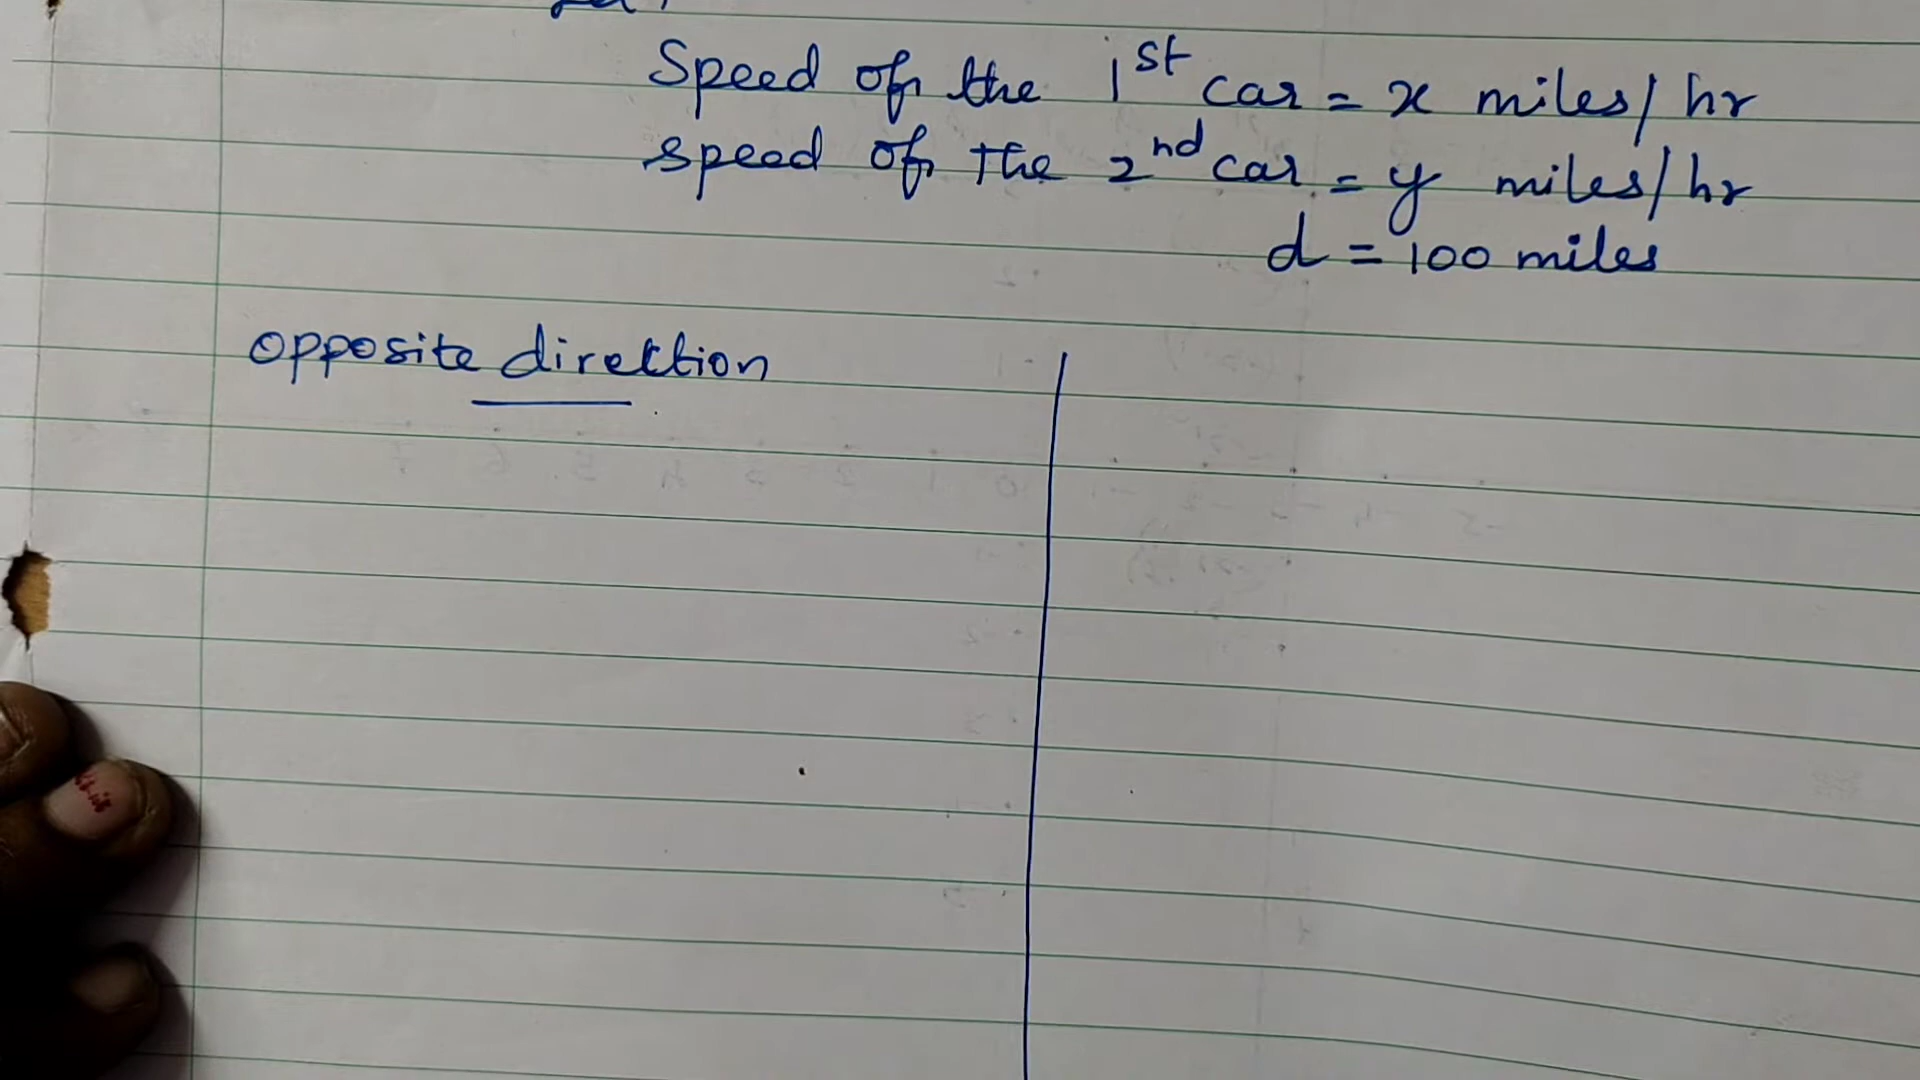 Speed of the 1st car = x miles/hr
speed of the 2nd car = y miles/hr
d = 100 miles
opposite direction